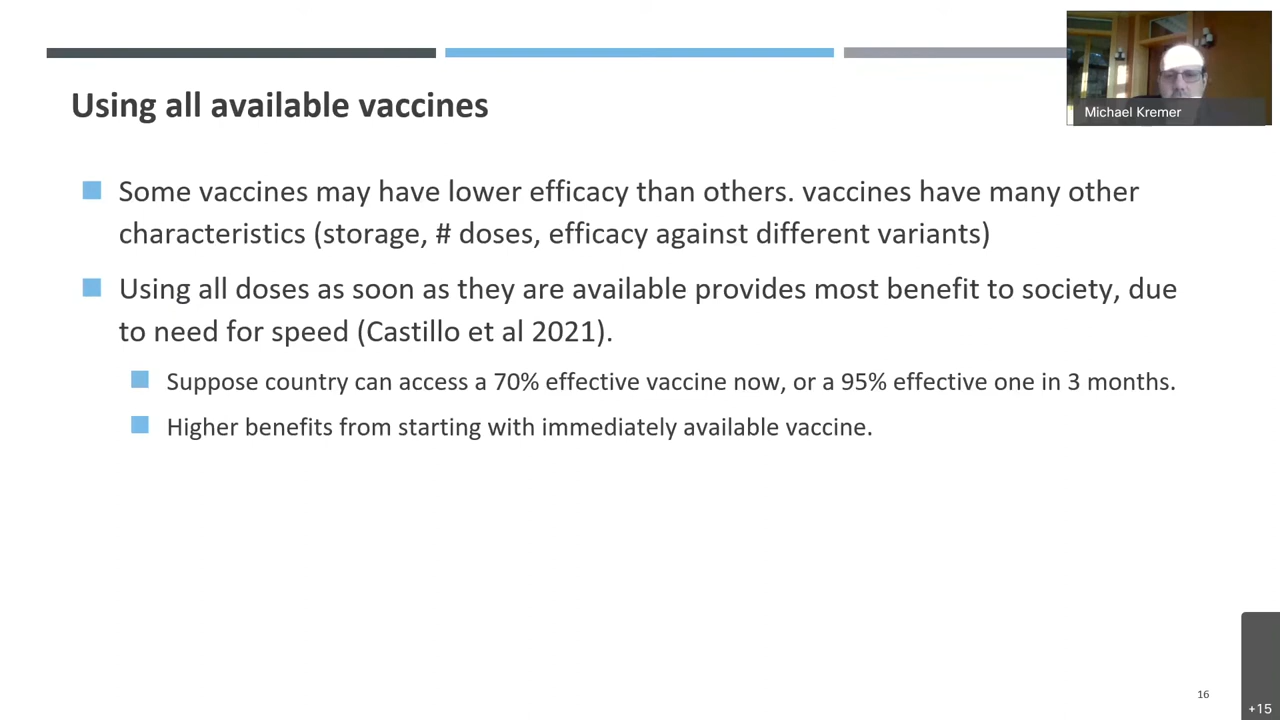 Using all available vaccines
Michael Kremer
Some vaccines may have lower efficacy than others. vaccines have many other
characteristics (storage, # doses, efficacy against different variants)
Using all doses as soon as they are available provides most benefit to society, due
to need for speed (Castillo et al 2021).
Suppose country can access a 70% effective vaccine now, or a 95% effective one in 3 months.
Higher benefits from starting with immediately available vaccine.
16
+15